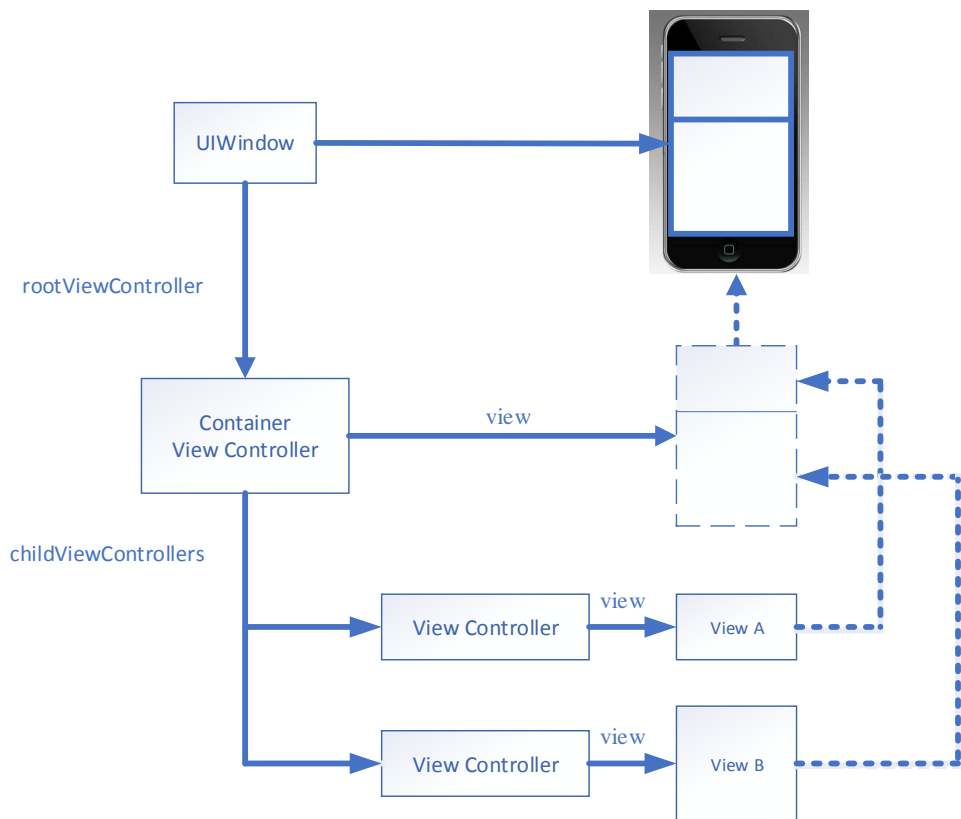 UIWindow
rootViewController
Container
View Controller
view
childViewControllers
View Controller
view
View A
View Controller
view
View B